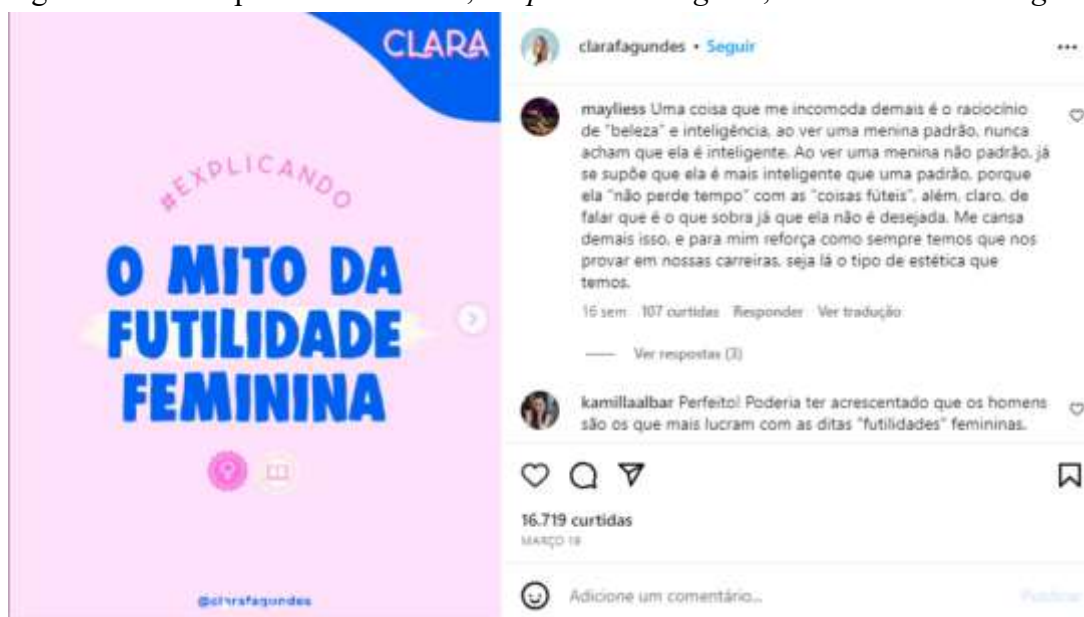 CLARA
#EXPLICANDO
O MITO DA
FUTILIDADE
FEMININA
@clarafagundes
clarafagundes • Seguir
mayliess Uma coisa que me incomoda demais é o raciocínio
de "beleza" e inteligência, ao ver uma menina padrão, nunca
acham que ela é inteligente. Ao ver uma menina não padrão, já
se supõe que ela é mais inteligente que uma padrão, porque
ela "não perde tempo" com as "coisas fúteis", além, claro, de
falar que é o que sobra já que ela não é desejada. Me cansa
demais isso, e para mim reforça como sempre temos que nos
provar em nossas carreiras, seja lá o tipo de estética que
temos.
16 sem 107 curtidas Responder Ver tradução
Ver respostas (3)
kamillaalbar Perfeito! Poderia ter acrescentado que os homens
são os que mais lucram com as ditas "futilidades" femininas.
16.719 curtidas
MARÇO 18
Adicione um comentário...
Publicar